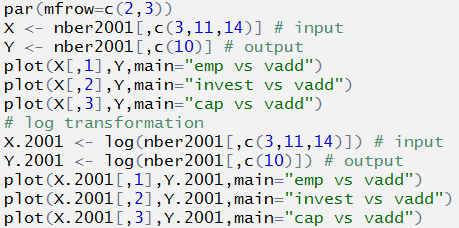 par(mfrow=c(2,3))
X <- nber2001[,c(3,11,14)] # input
Y <- nber2001[,c(10)] # output
plot(X[,1],Y,main="emp vs vadd")
plot(X[,2],Y,main="invest vs vadd")
plot(X[,3],Y,main="cap vs vadd")
# log transformation
X.2001 <- log(nber2001[,c(3,11,14)]) # input
Y.2001 <- log(nber2001[,c(10)]) # output
plot(X.2001[,1],Y.2001,main="emp vs vadd")
plot(X.2001[,2],Y.2001,main="invest vs vadd")
plot(X.2001[,3],Y.2001,main="cap vs vadd")